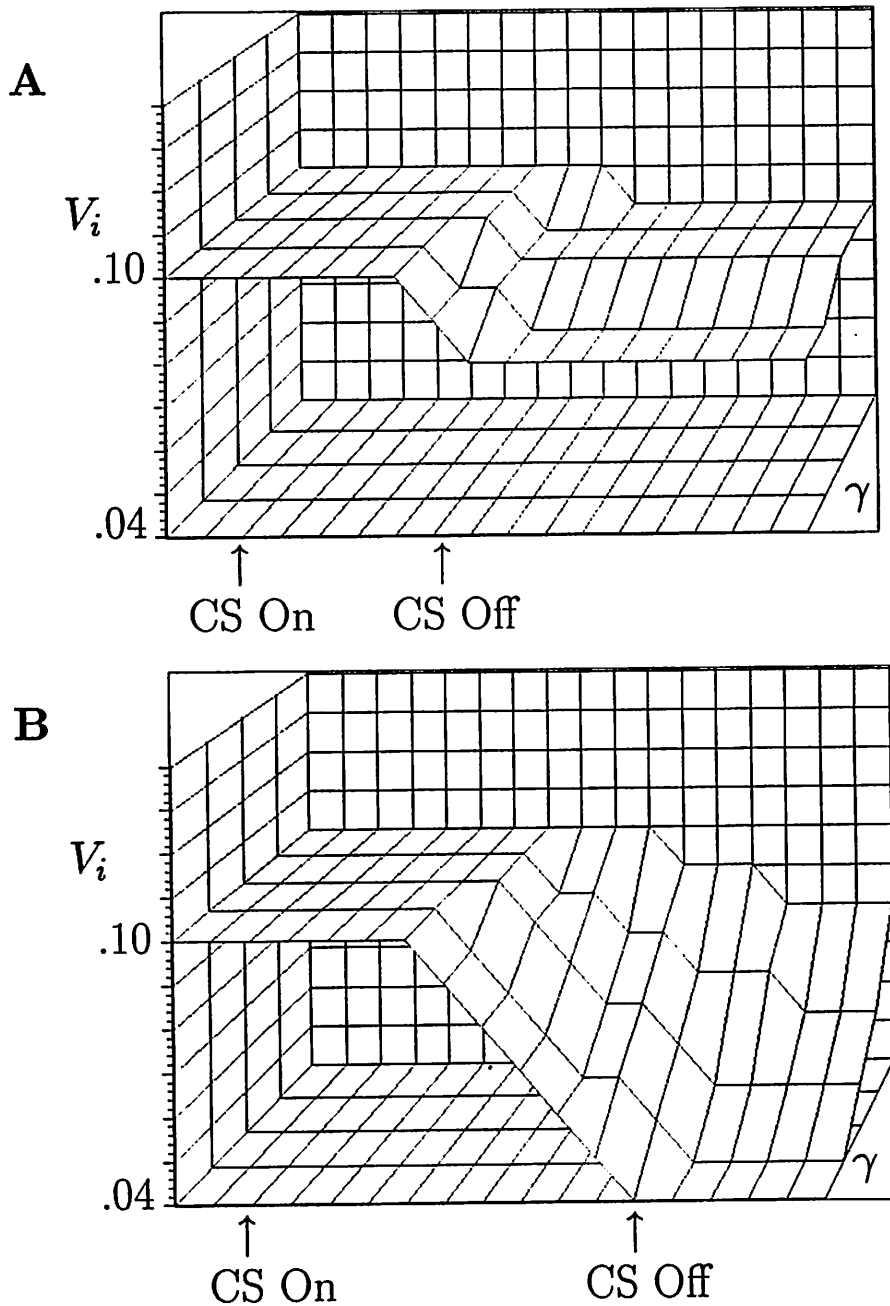 A
V_i
.10
.04
γ
↑ ↑
CS On CS Off
B
V_i
.10
.04
γ
↑ ↑
CS On CS Off